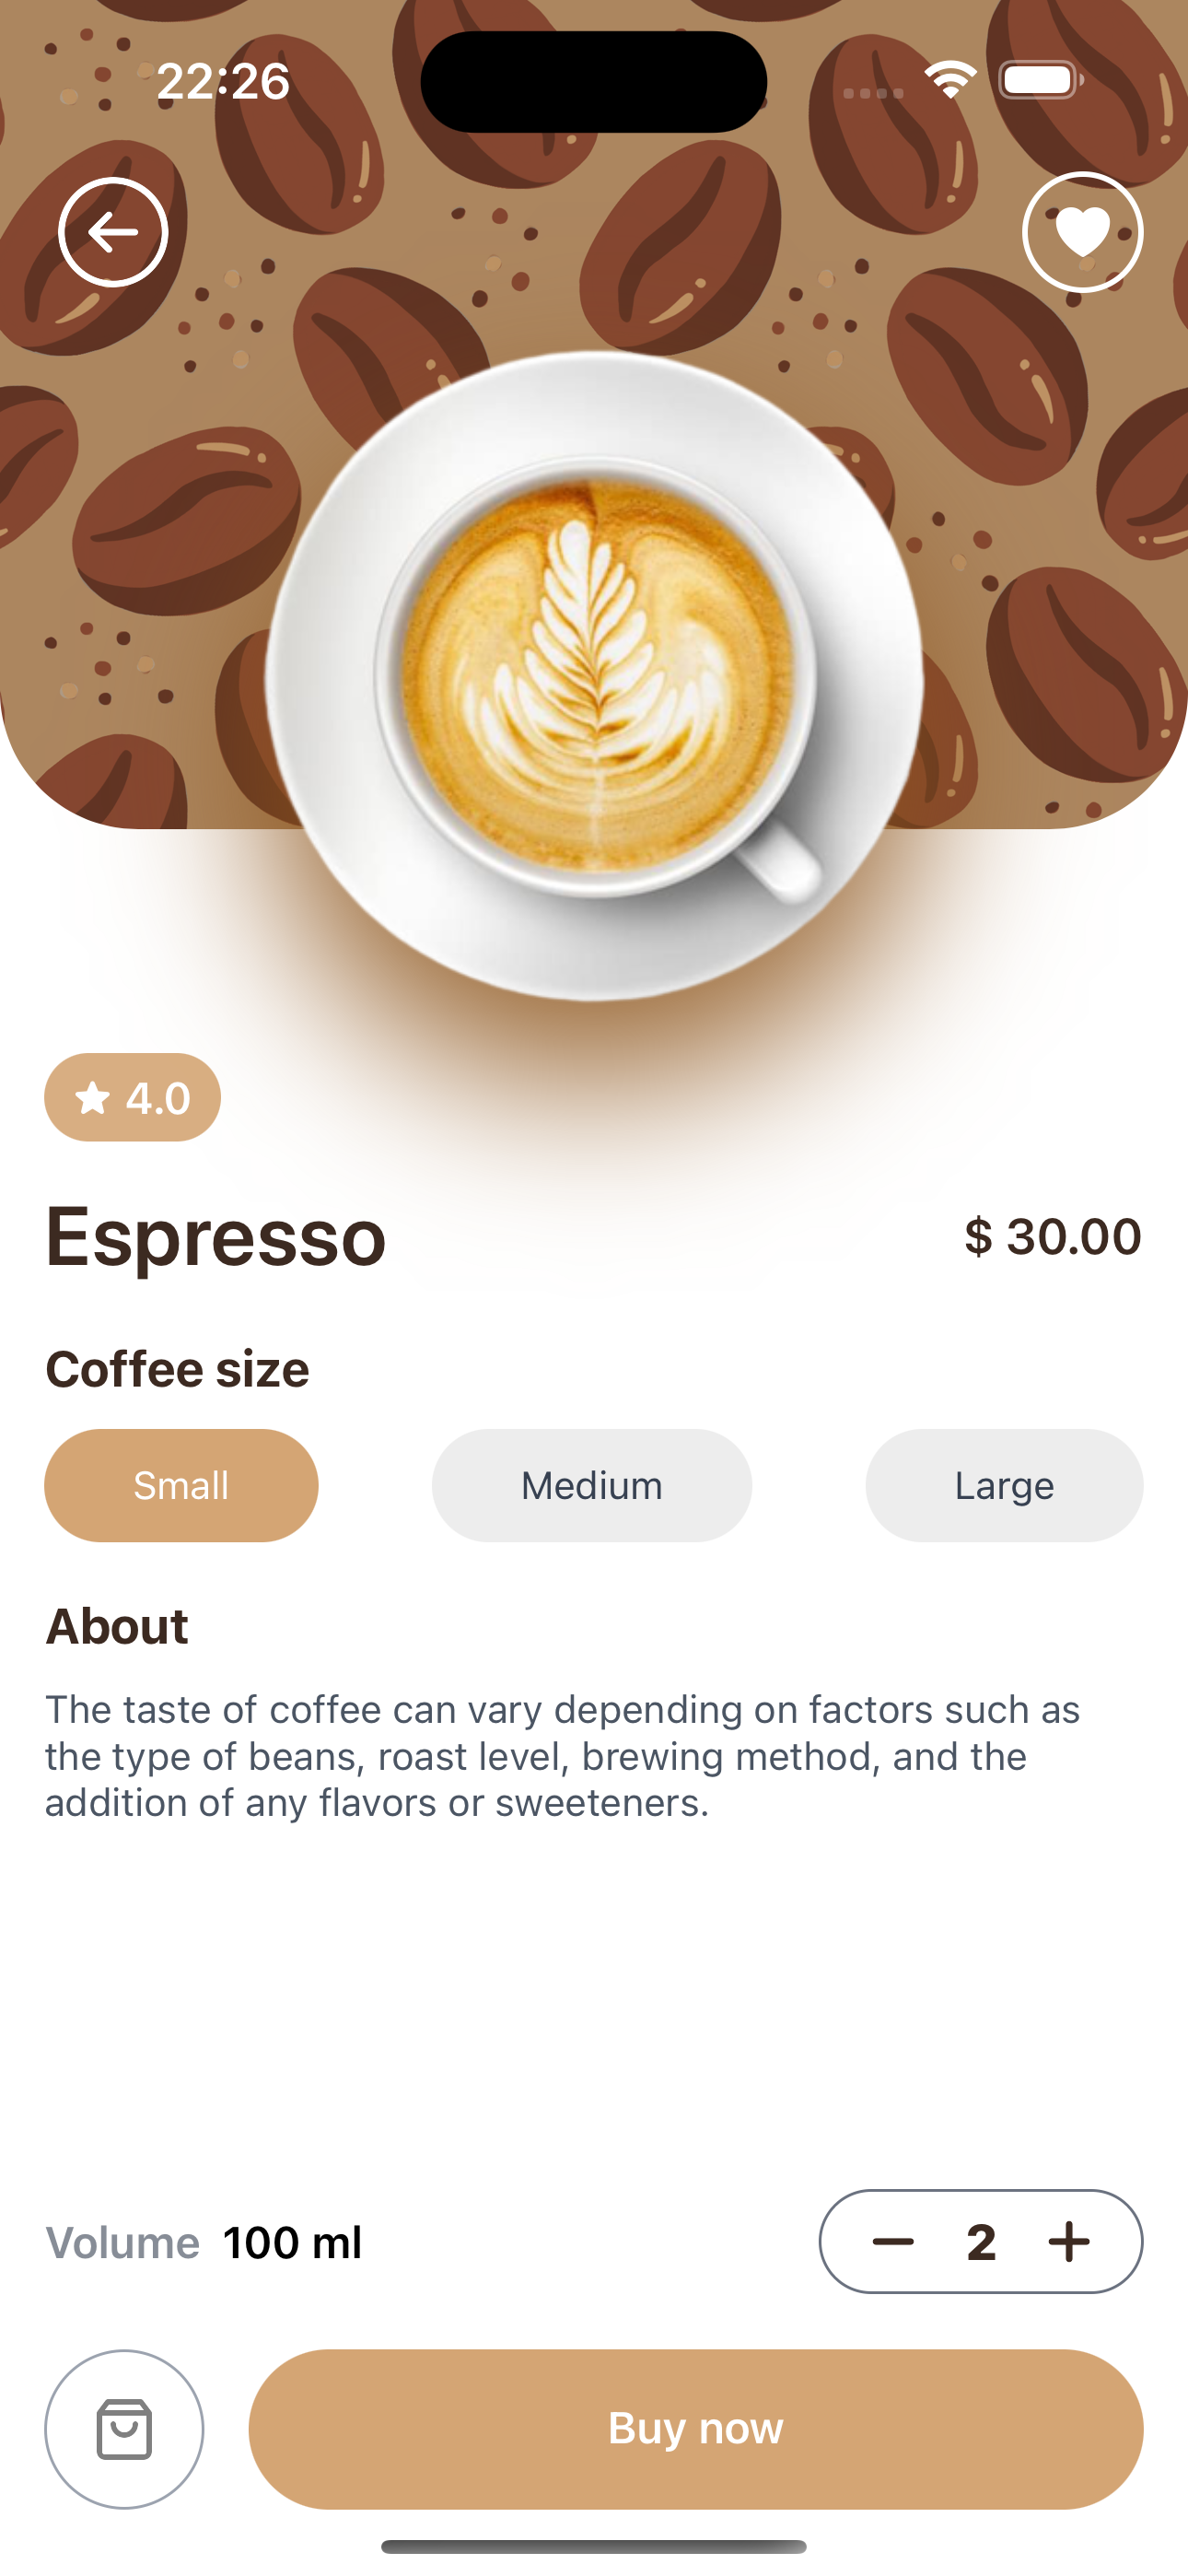 22:26
4.0
Espresso
$ 30.00
Coffee size
Small
Medium
Large
About
The taste of coffee can vary depending on factors such as
the type of beans, roast level, brewing method, and the
addition of any flavors or sweeteners.
Volume 100 ml
2
Buy now